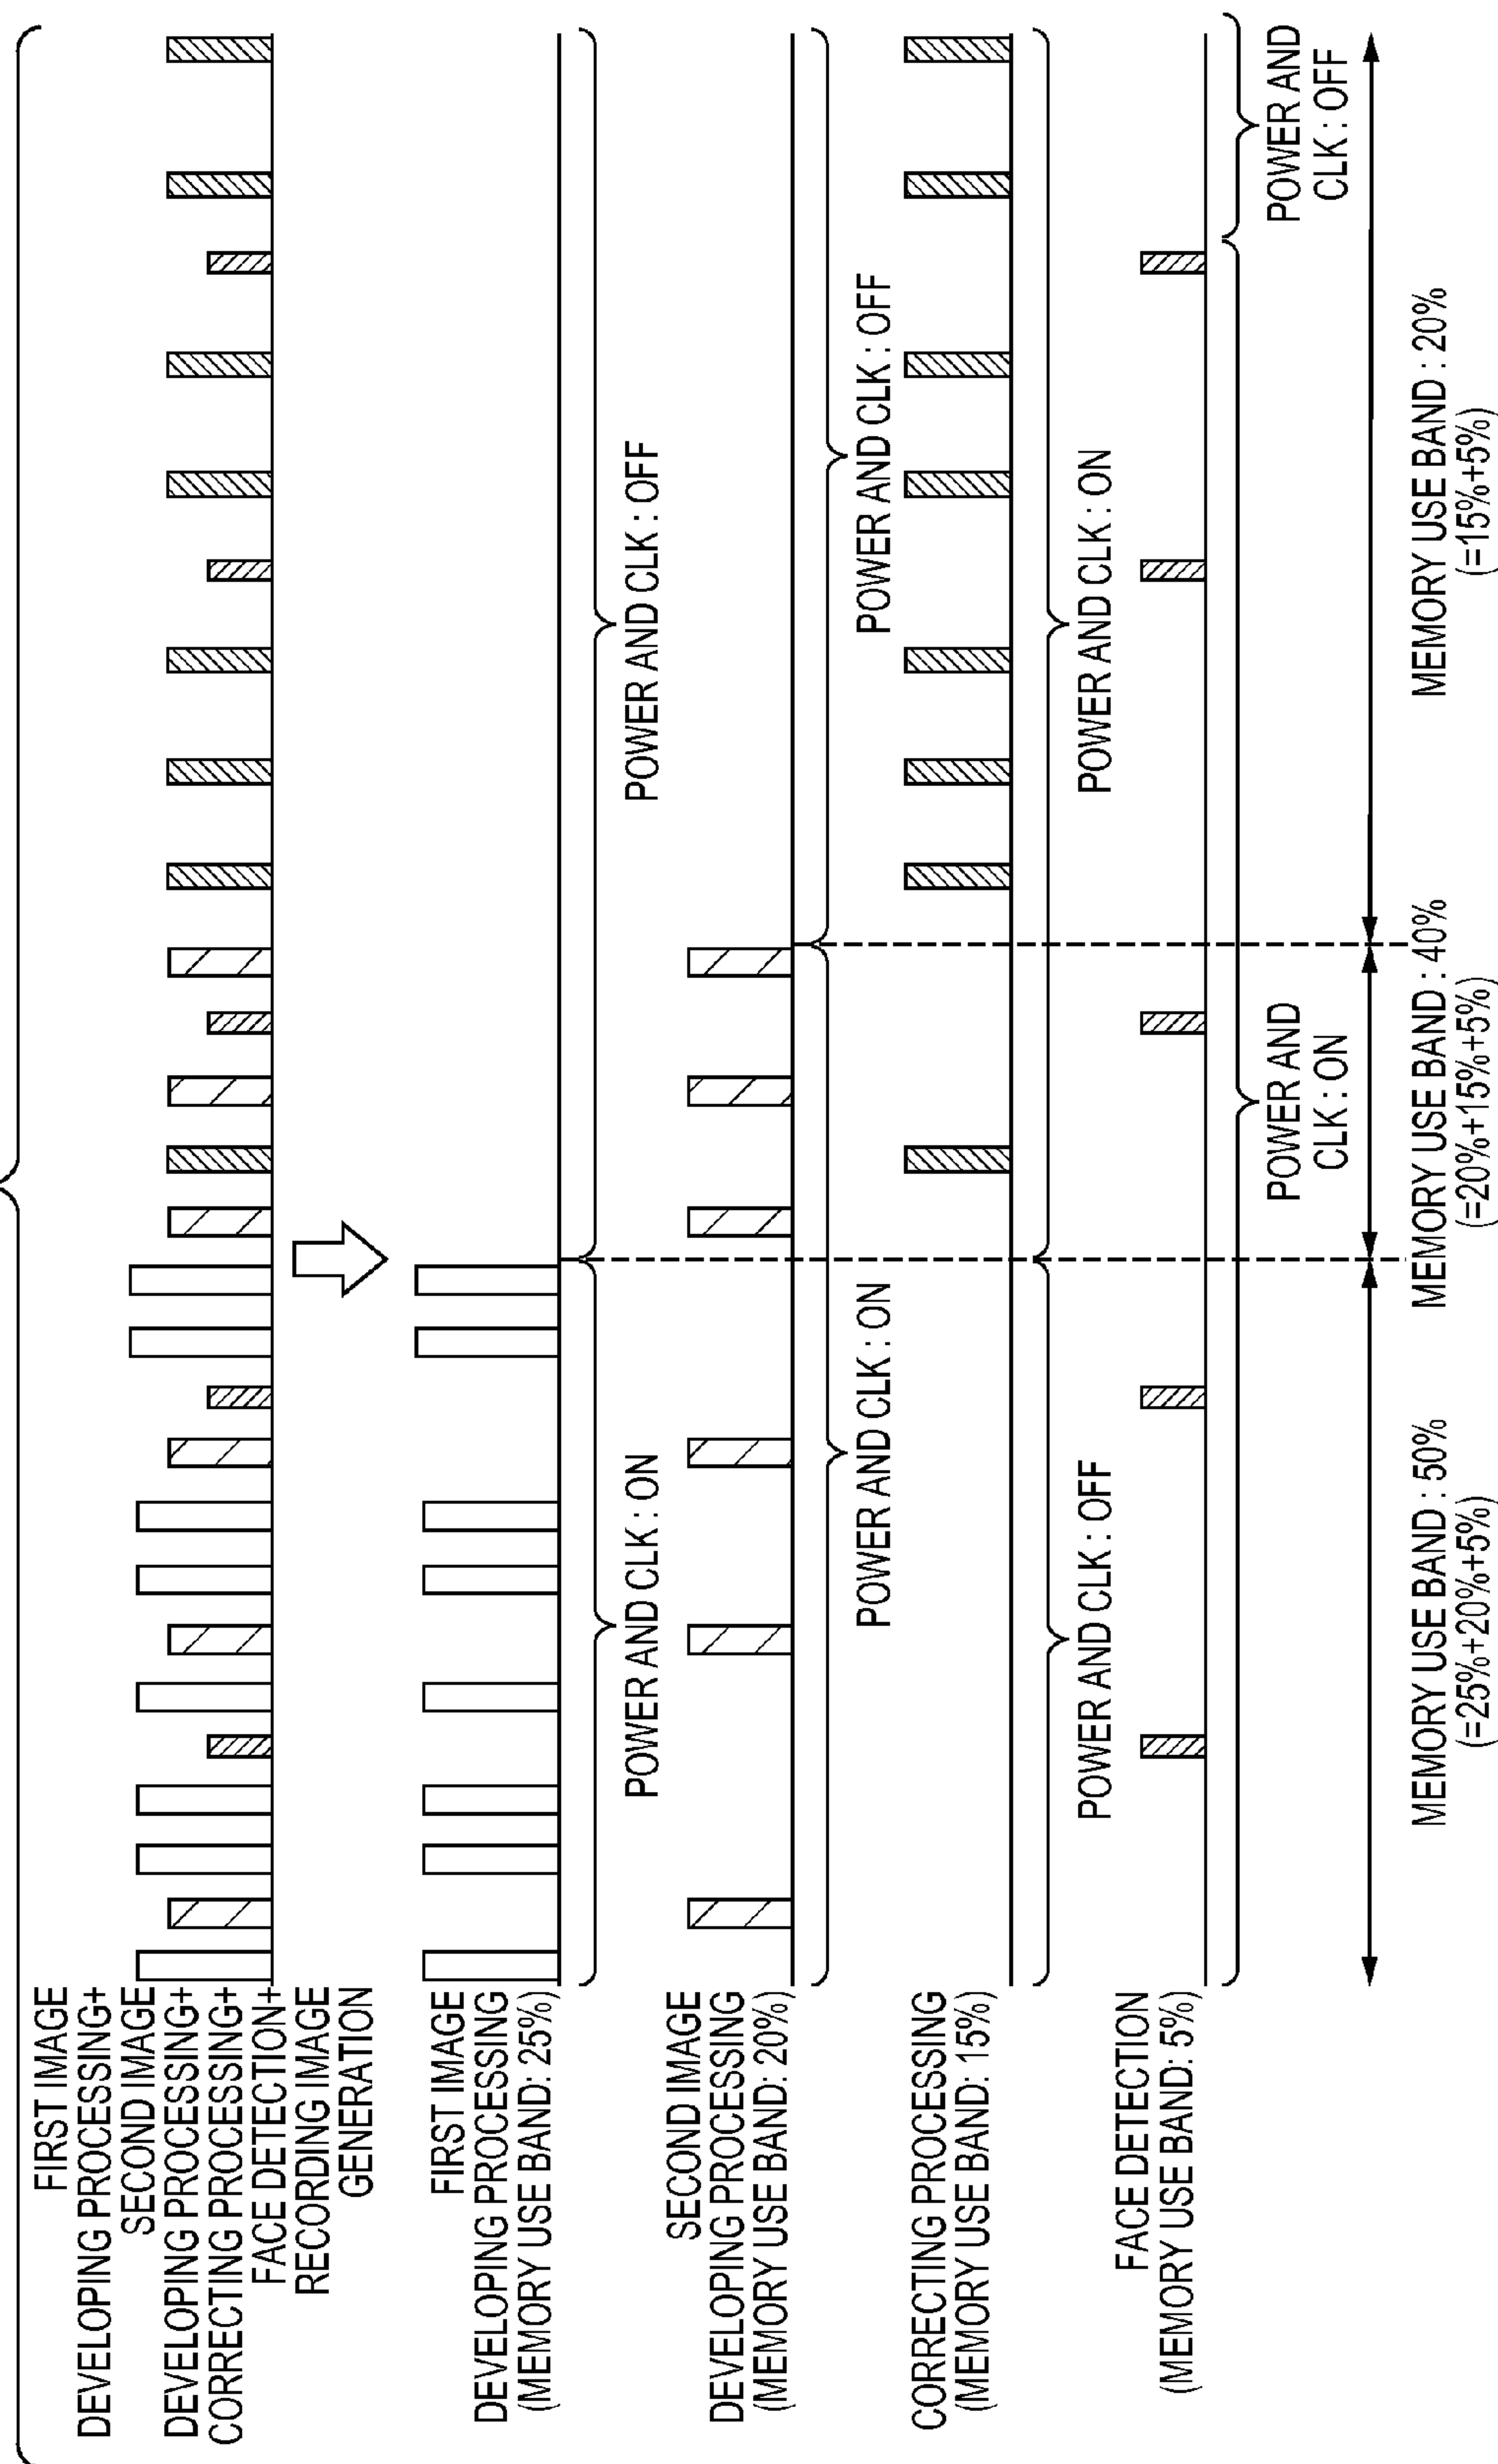 FIRST IMAGE
DEVELOPING PROCESSING+
SECOND IMAGE
DEVELOPING PROCESSING+
CORRECTING PROCESSING+
FACE DETECTION+
RECORDING IMAGE
GENERATION
FIRST IMAGE
DEVELOPING PROCESSING
(MEMORY USE BAND: 25%)
POWER AND CLK : ON
POWER AND CLK : OFF
SECOND IMAGE
DEVELOPING PROCESSING
(MEMORY USE BAND: 20%)
POWER AND CLK : ON
POWER AND CLK : OFF
CORRECTING PROCESSING
(MEMORY USE BAND: 15%)
POWER AND CLK : OFF
POWER AND CLK : ON
FACE DETECTION
(MEMORY USE BAND: 5%)
POWER AND
CLK : ON
POWER AND
CLK : OFF
MEMORY USE BAND : 50%
(=25%+20%+5%)
MEMORY USE BAND : 40%
(=20%+15%+5%)
MEMORY USE BAND : 20%
(=15%+5%)